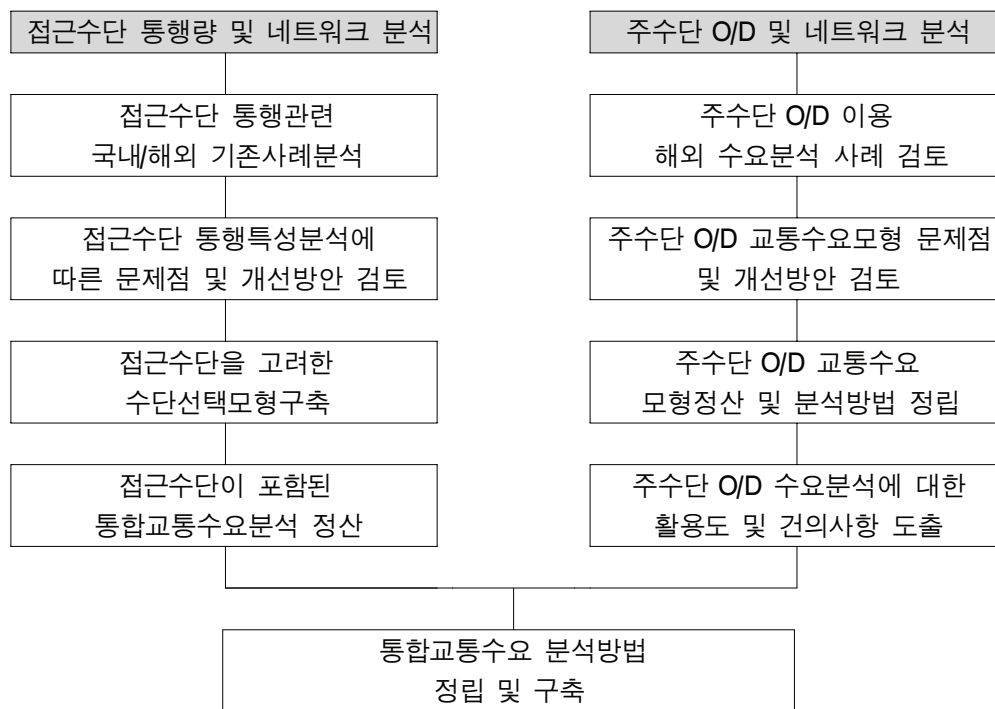 접근수단 통행량 및 네트워크 분석
접근수단 통행관련
국내/해외 기존사례분석
접근수단 통행특성분석에
따른 문제점 및 개선방안 검토
접근수단을 고려한
수단선택모형구축
접근수단이 포함된
통합교통수요분석 정산
주수단 O/D 및 네트워크 분석
주수단 O/D 이용
해외 수요분석 사례 검토
주수단 O/D 교통수요모형 문제점
및 개선방안 검토
주수단 O/D 교통수요
모형정산 및 분석방법 정립
주수단 O/D 수요분석에 대한
활용도 및 건의사항 도출
통합교통수요 분석방법
정립 및 구축